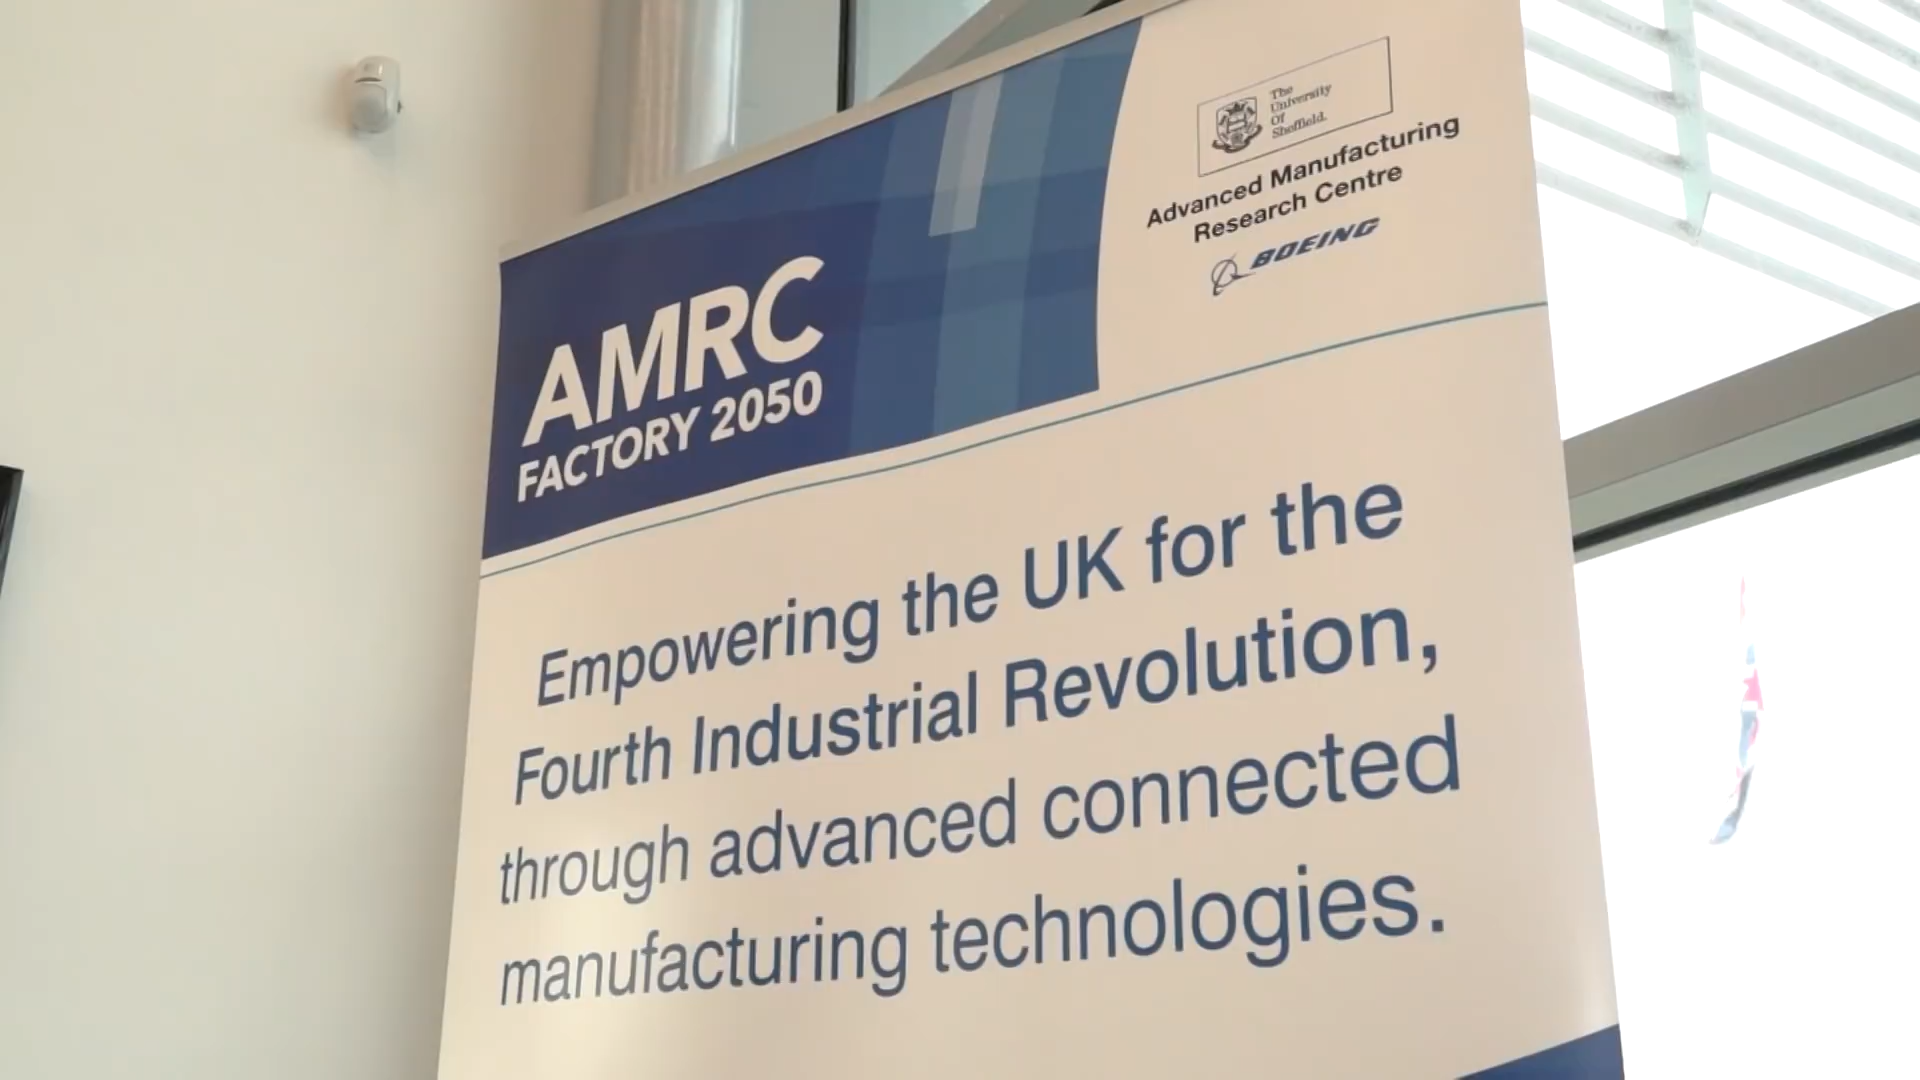 AMRC
FACTORY 2050
The
University
Of
Sheffield.
Advanced Manufacturing
Research Centre
BOEING
Empowering the UK for the
Fourth Industrial Revolution,
through advanced connected
manufacturing technologies.